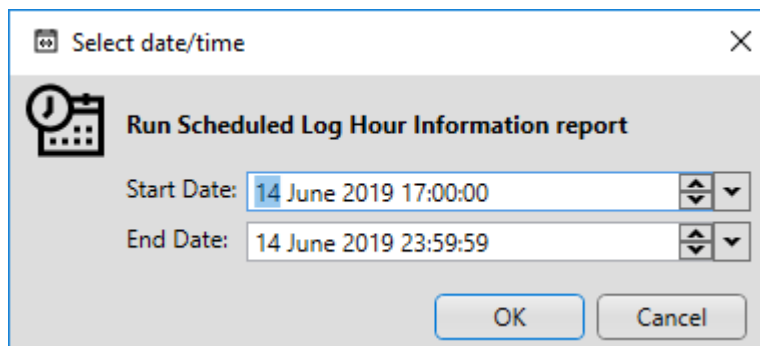 Select date/time
Run Scheduled Log Hour Information report
Start Date: 14 June 2019 17:00:00
End Date: 14 June 2019 23:59:59
OK Cancel